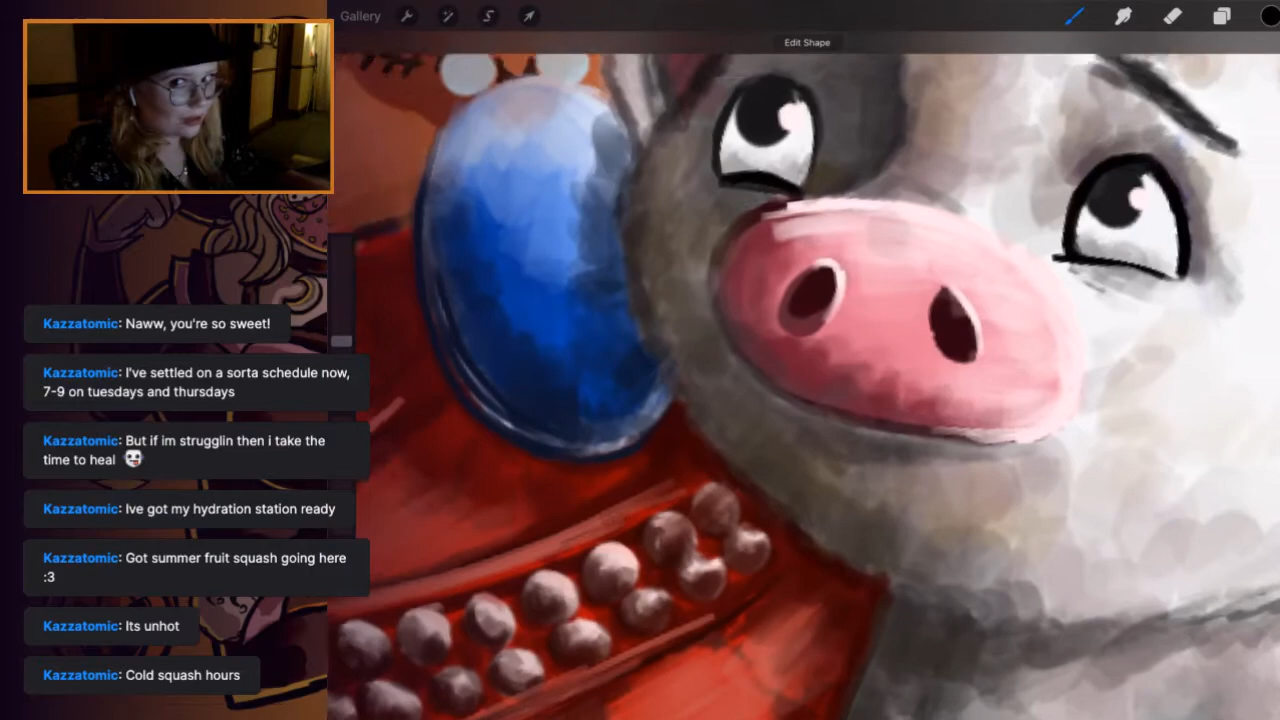 Gallery
Edit Shape
Kazzatomic: Naww, you're so sweet!
Kazzatomic: I've settled on a sorta schedule now,
7-9 on tuesdays and thursdays
Kazzatomic: But if im strugglin then i take the
time to heal
Kazzatomic: Ive got my hydration station ready
Kazzatomic: Got summer fruit squash going here
:3
Kazzatomic: Its unhot
Kazzatomic: Cold squash hours